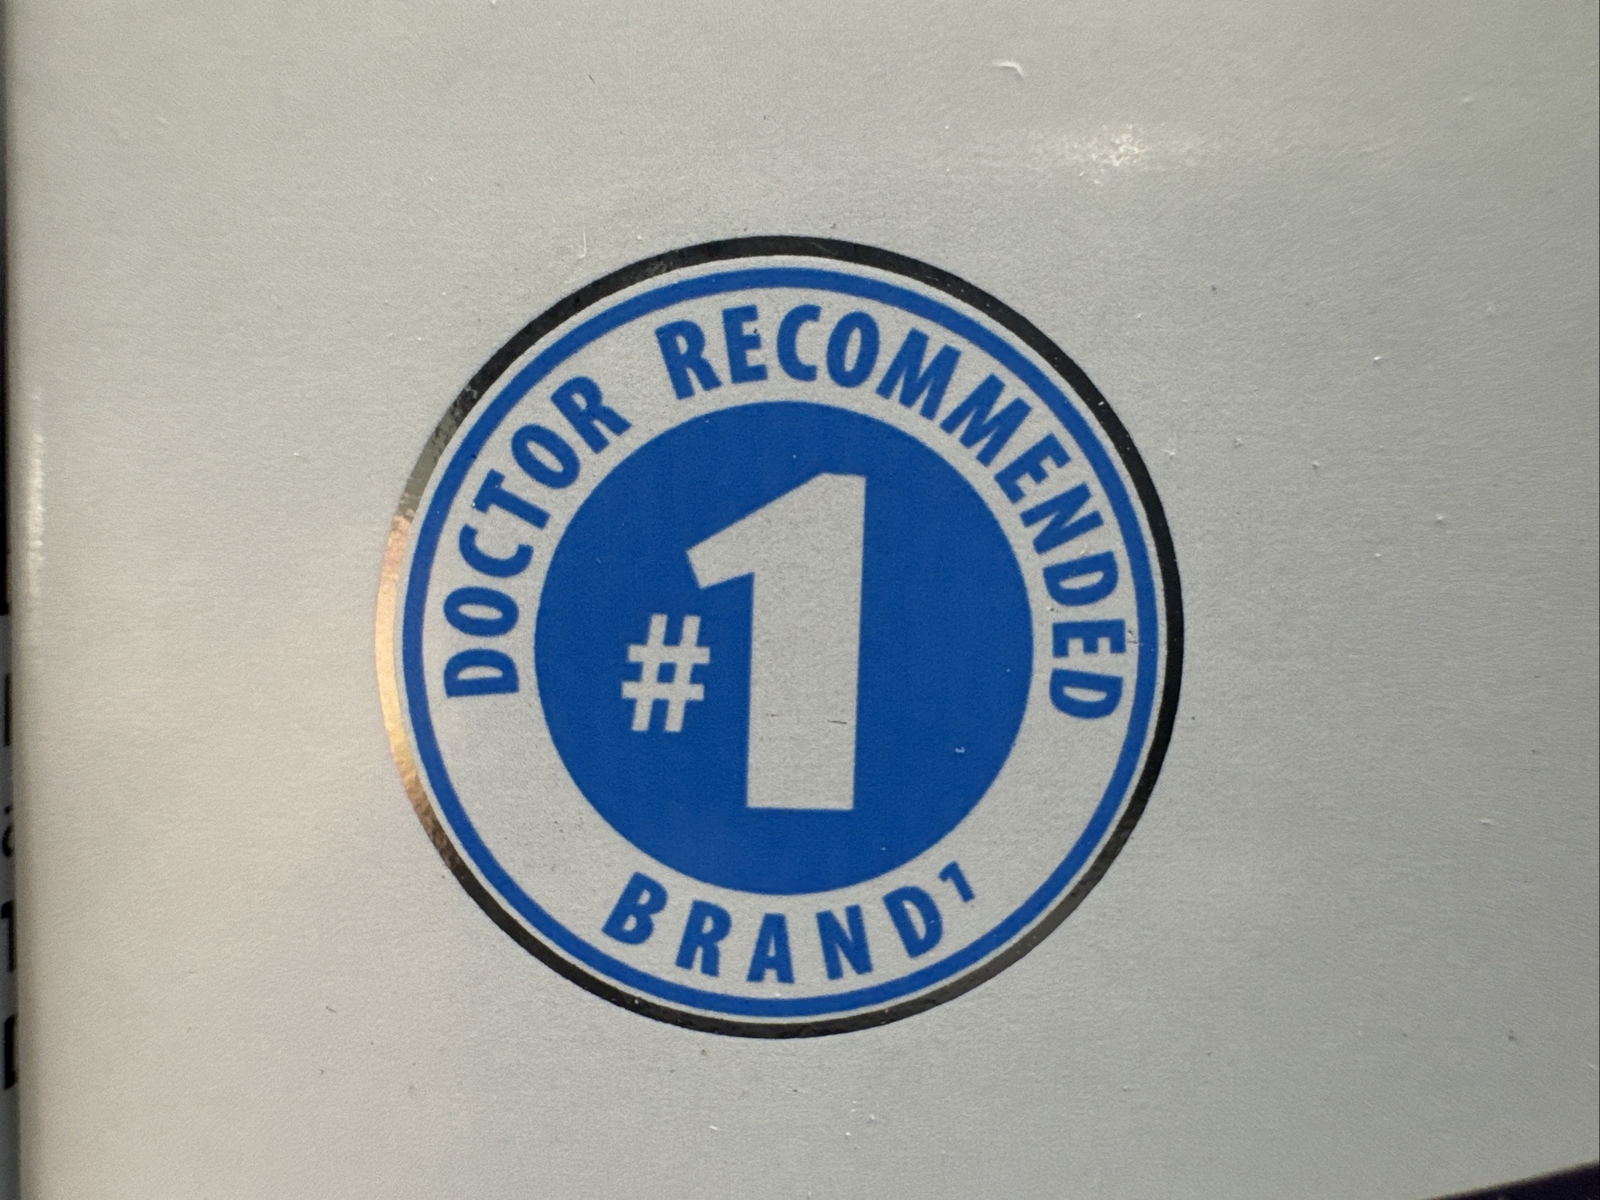 DOCTOR RECOMMENDED
#1
BRAND¹